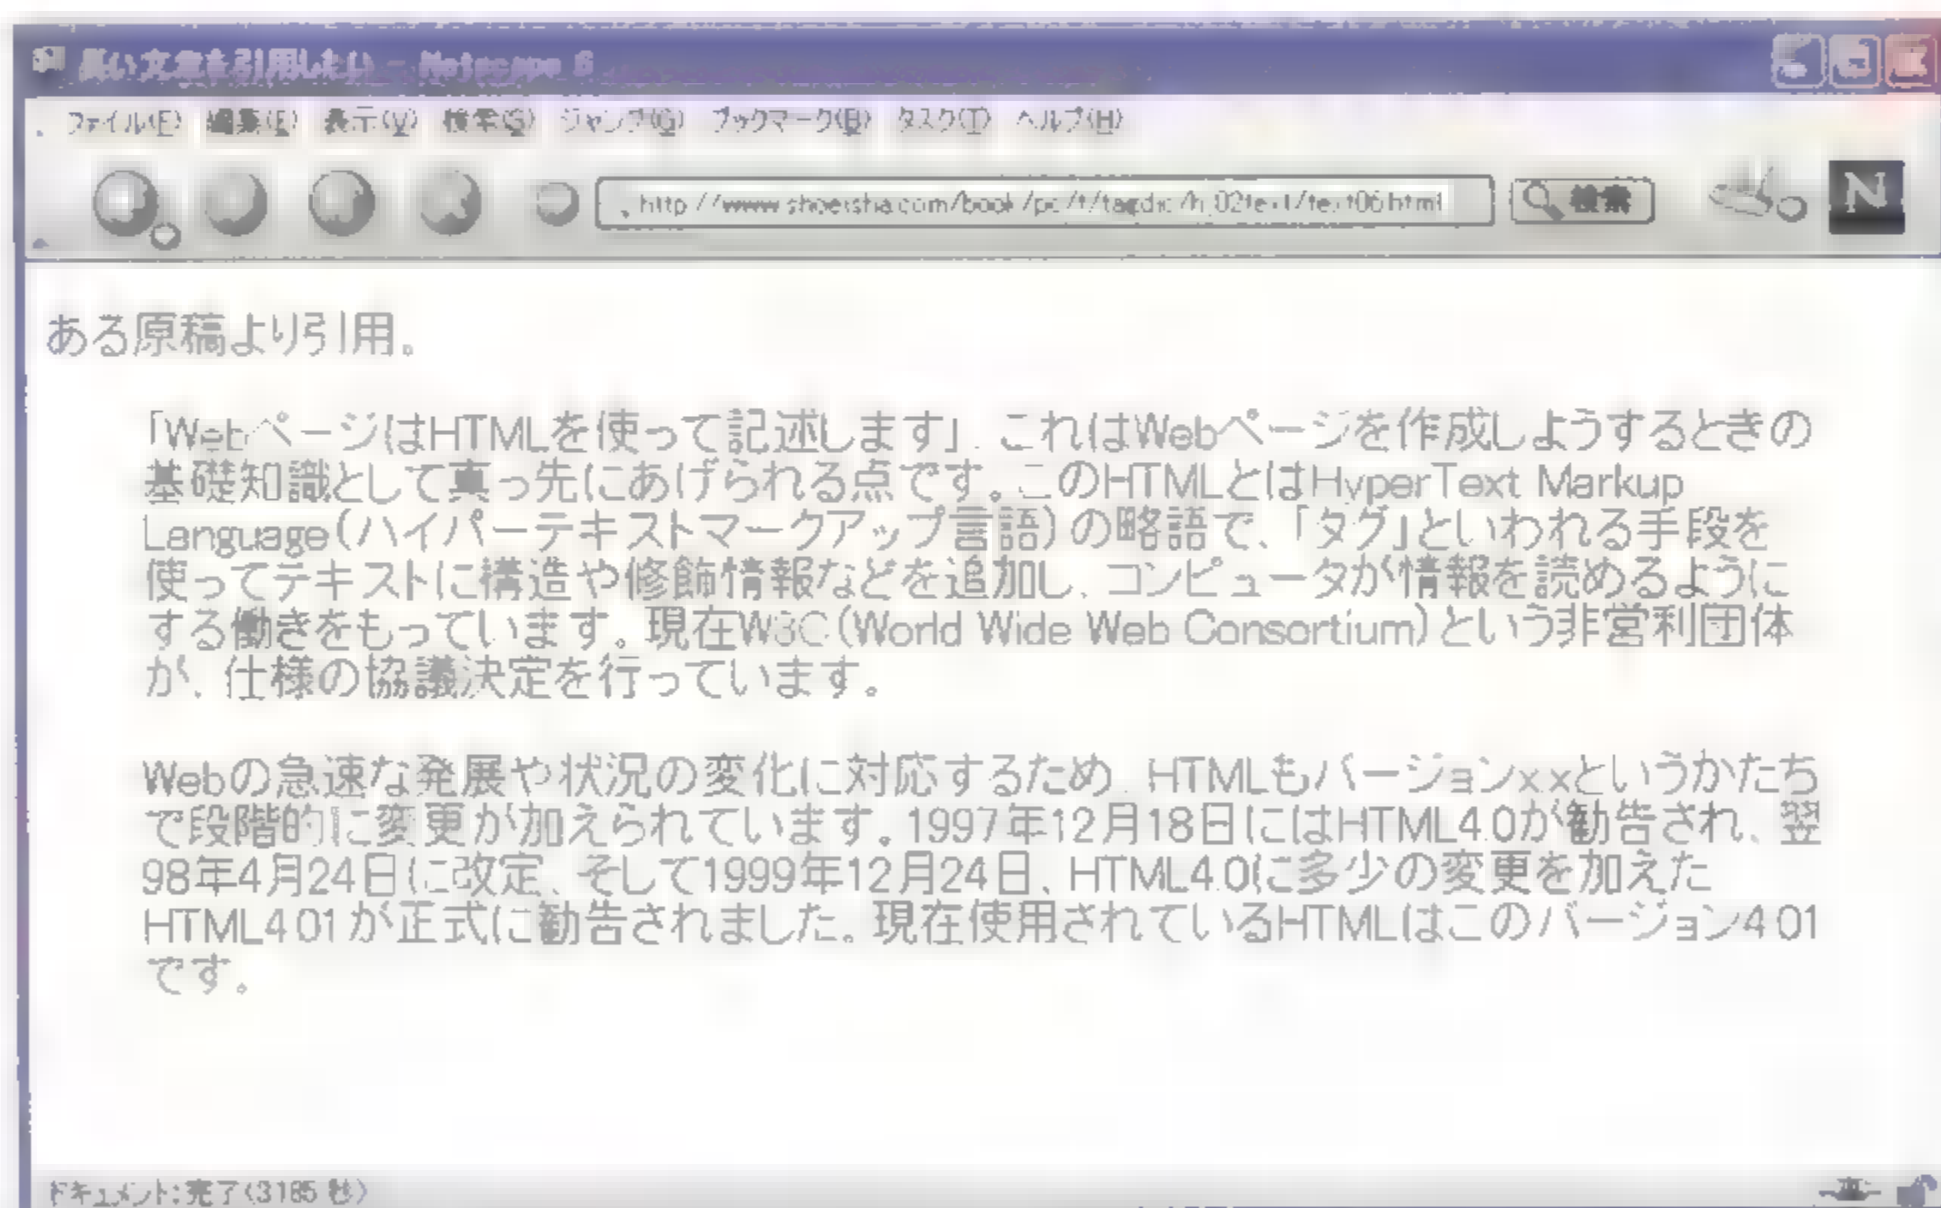 長い文章を引用したい - Netscape 6
ファイル(F) 編集(E) 表示(V) 検索(S) ジャンプ(G) ブックマーク(B) タスク(T) ヘルプ(H)
検索
N
ある原稿より引用。
「WebページはHTMLを使って記述します」. これはWebページを作成しようするときの
基礎知識として真っ先にあげられる点です。このHTMLとはHyperText Markup
Language(ハイパーテキストマークアップ言語)の略語で、「タグ」といわれる手段を
使ってテキストに構造や修飾情報などを追加し、コンピュータが情報を読めるように
する働きをもっています。現在W3C(World Wide Web Consortium)という非営利団体
が、仕様の協議決定を行っています。
Webの急速な発展や状況の変化に対応するため、HTMLもバージョンx.xというかたち
で段階的に変更が加えられています。1997年12月18日にはHTML4.0が勧告され、翌
98年4月24日に改定、そして1999年12月24日、HTML4.0に多少の変更を加えた
HTML4.01が正式に勧告されました。現在使用されているHTMLはこのバージョン4.01
です。
ドキュメント:完了(3.185 秒)